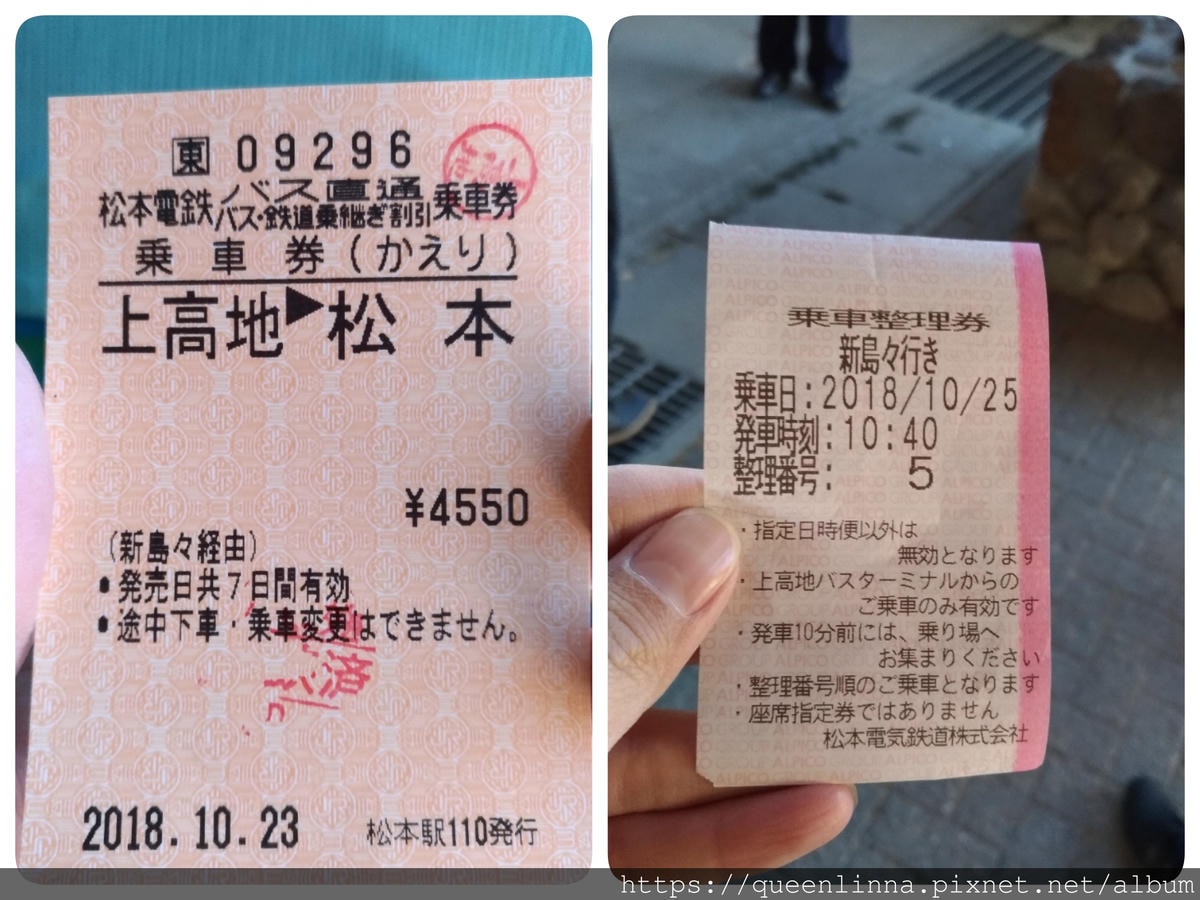 東 09296
松本電鉄 バス直通 乗車券
バス・鉄道乗継ぎ割引
乗車券(かえり)
上高地▶松本
¥4550
(新島々経由)
●発売日共7日間有効
●途中下車・乗車変更はできません。
2018.10.23 松本駅110発行
乗車整理券
新島々行き
乗車日:2018/10/25
発車時刻:10:40
整理番号: 5
・指定日時便以外は
無効となります
・上高地バスターミナルからの
ご乗車のみ有効です
・発車10分前には、乗り場へ
お集まりください
・整理番号順のご乗車となります
・座席指定券ではありません
松本電気鉄道株式会社
https://queenlinna.pixnet.net/album